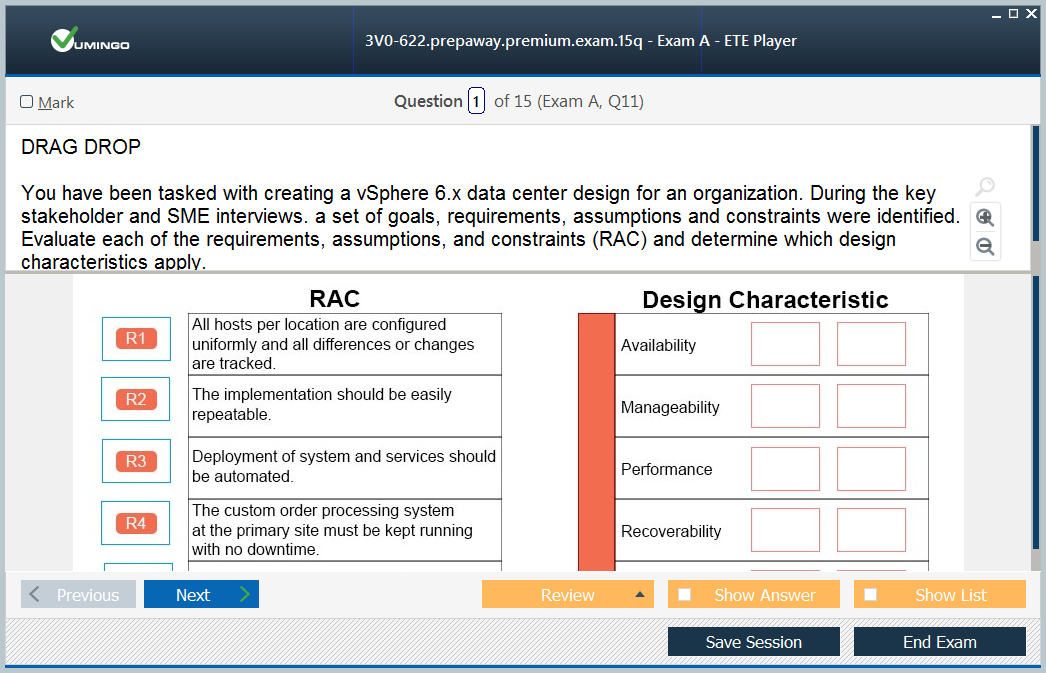 VUMINGO
3V0-622.prepaway.premium.exam.15q - Exam A - ETE Player
Mark
Question 1 of 15 (Exam A, Q11)
DRAG DROP
You have been tasked with creating a vSphere 6.x data center design for an organization. During the key
stakeholder and SME interviews. a set of goals, requirements, assumptions and constraints were identified.
Evaluate each of the requirements, assumptions, and constraints (RAC) and determine which design
characteristics apply.
RAC
R1
All hosts per location are configured
uniformly and all differences or changes
are tracked.
R2
The implementation should be easily
repeatable.
R3
Deployment of system and services should
be automated.
R4
The custom order processing system
at the primary site must be kept running
with no downtime.
Design Characteristic
Availability
Manageability
Performance
Recoverability
Previous
Next
Review
Show Answer
Show List
Save Session
End Exam